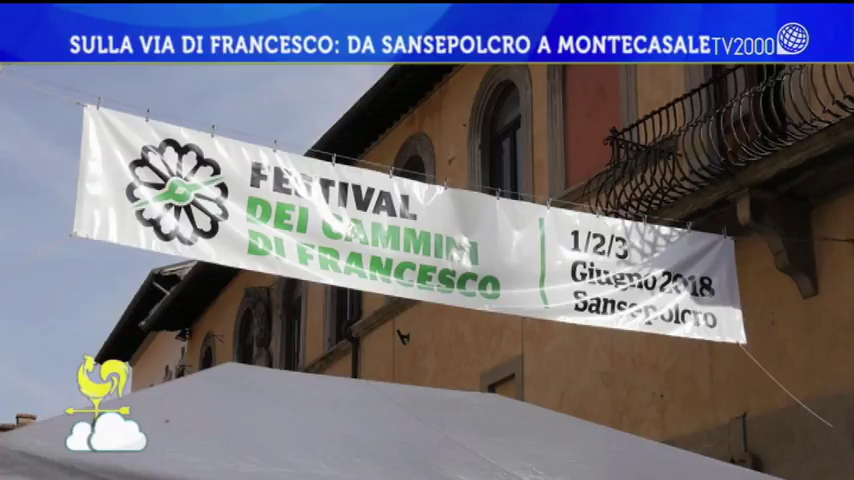 SULLA VIA DI FRANCESCO: DA SANSEPOLCRO A MONTECASALE
TV2000
FESTIVAL
DEI CAMMINI
DI FRANCESCO
1/2/3
Giugno 2018
Sansepolcro